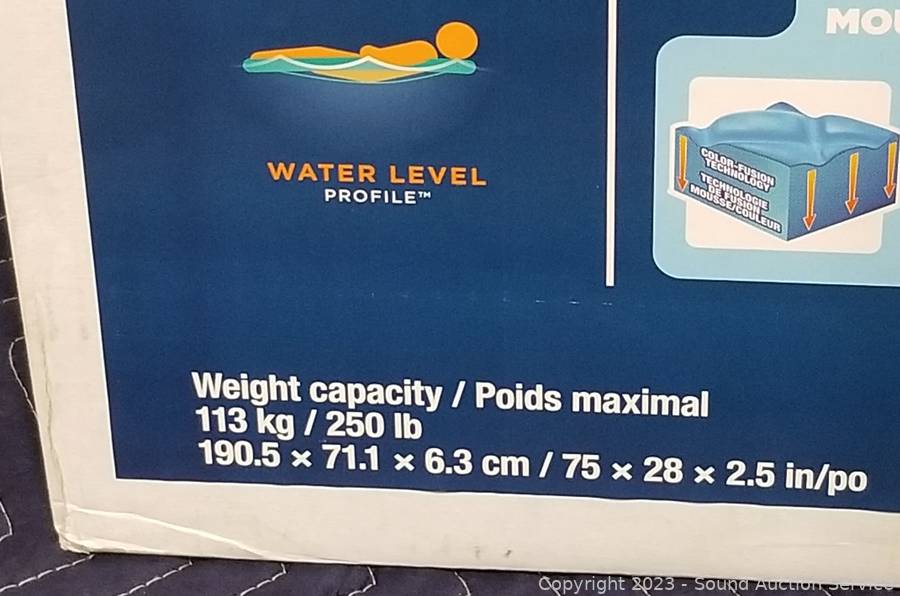 WATER LEVEL
PROFILE™
MOU
COLOR-FUSION
TECHNOLOGY
TECHNOLOGIE
DE FUSION
MOUSSE/COULEUR
Weight capacity / Poids maximal
113 kg / 250 lb
190.5 × 71.1 × 6.3 cm / 75 × 28 × 2.5 in/po
Copyright 2023 - Sound Auction Service